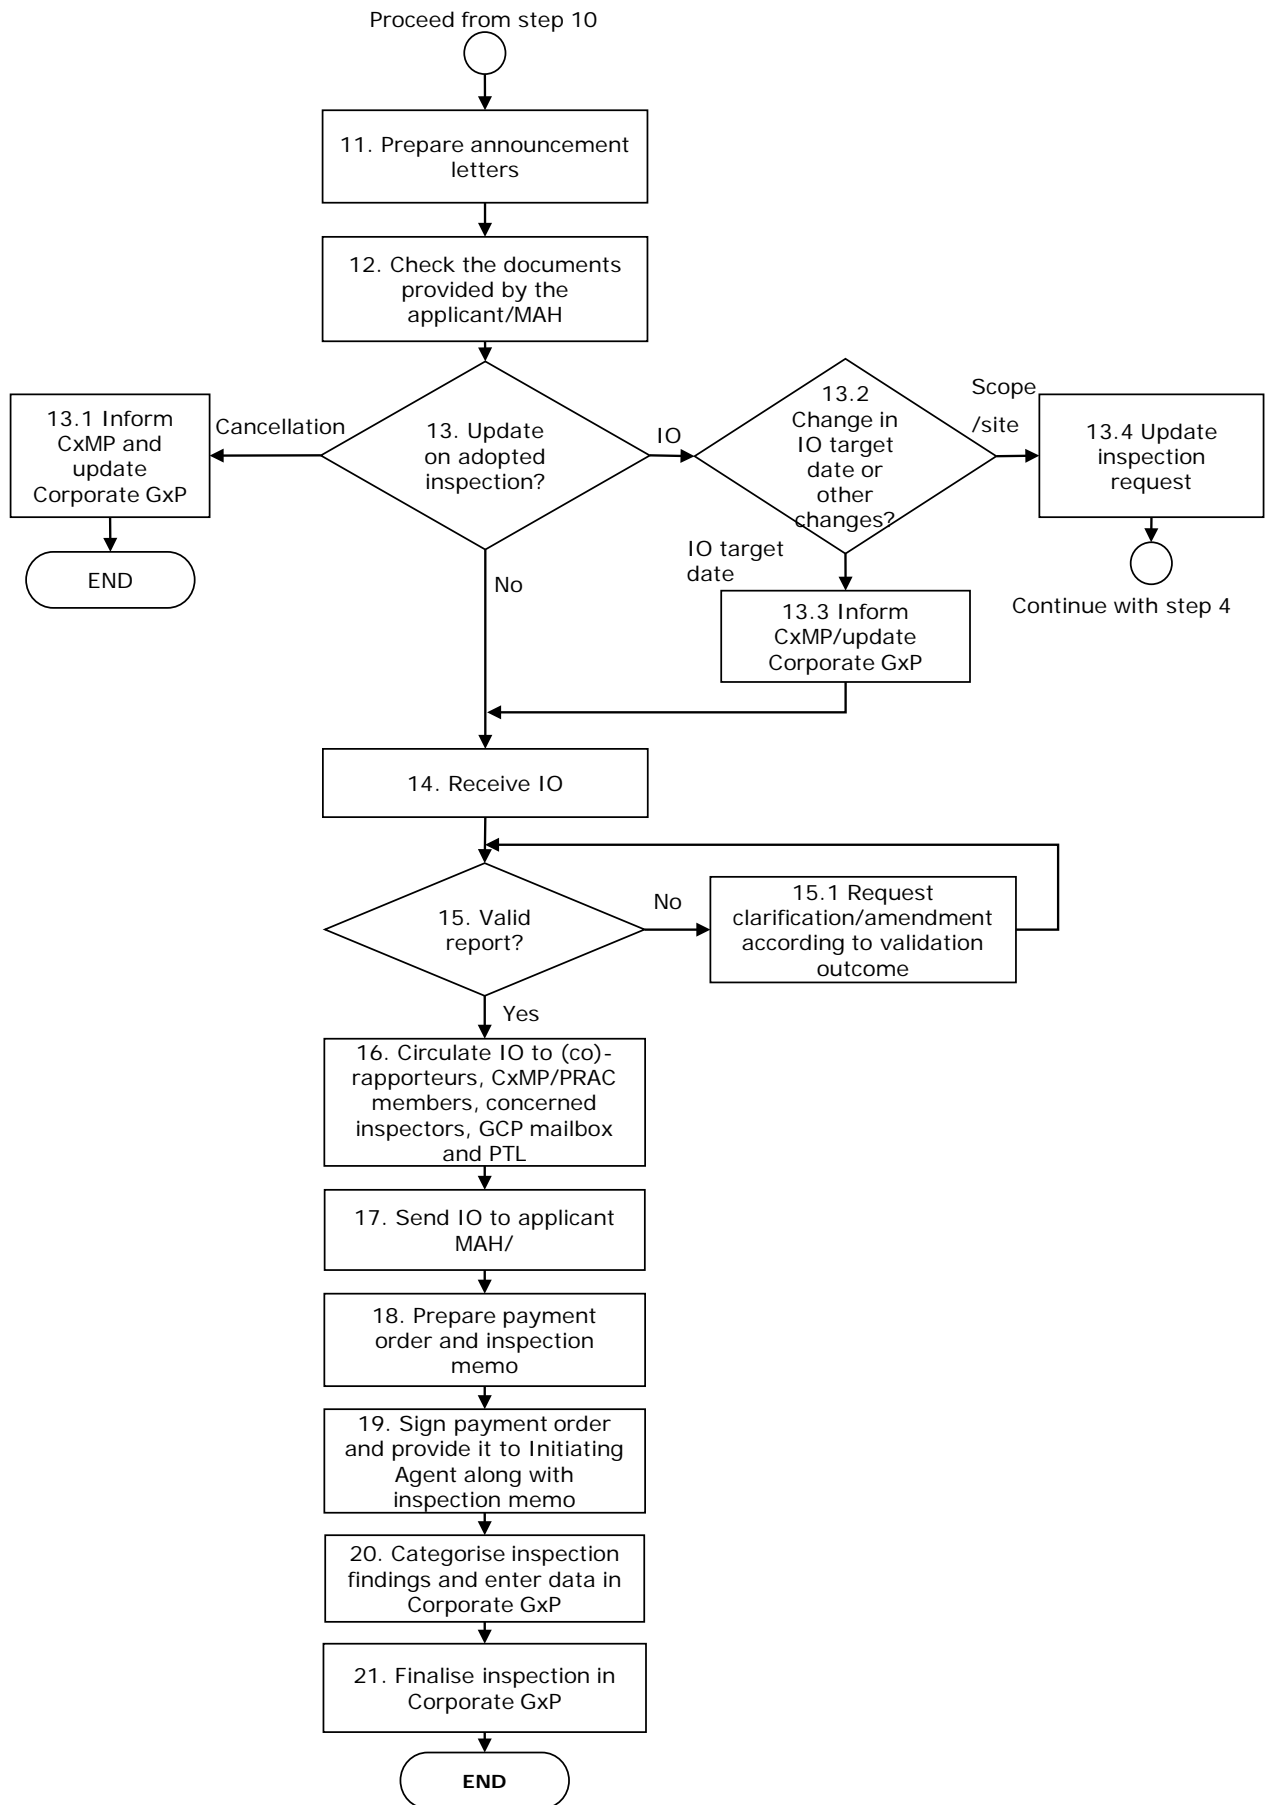 Proceed from step 10
11. Prepare announcement
letters
12. Check the documents
provided by the
applicant/MAH
13. Update
on adopted
inspection?
Cancellation
13.1 Inform
CxMP and
update
Corporate GxP
END
IO
13.2
Change in
IO target
date or
other
changes?
Scope
/site
13.4 Update
inspection
request
Continue with step 4
IO target
date
13.3 Inform
CxMP/update
Corporate GxP
No
14. Receive IO
15. Valid
report?
No
15.1 Request
clarification/amendment
according to validation
outcome
Yes
16. Circulate IO to (co)-
rapporteurs, CxMP/PRAC
members, concerned
inspectors, GCP mailbox
and PTL
17. Send IO to applicant
MAH/
18. Prepare payment
order and inspection
memo
19. Sign payment order
and provide it to Initiating
Agent along with
inspection memo
20. Categorise inspection
findings and enter data in
Corporate GxP
21. Finalise inspection in
Corporate GxP
END